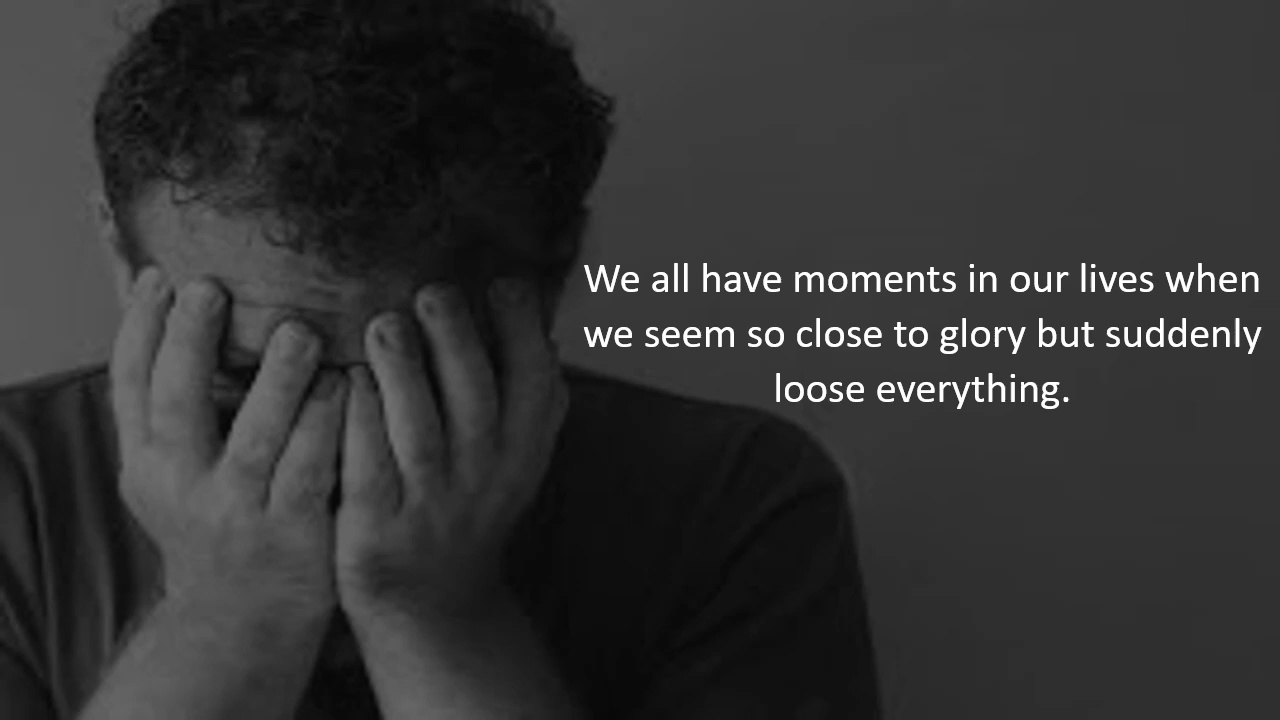 We all have moments in our lives when
we seem so close to glory but suddenly
loose everything.